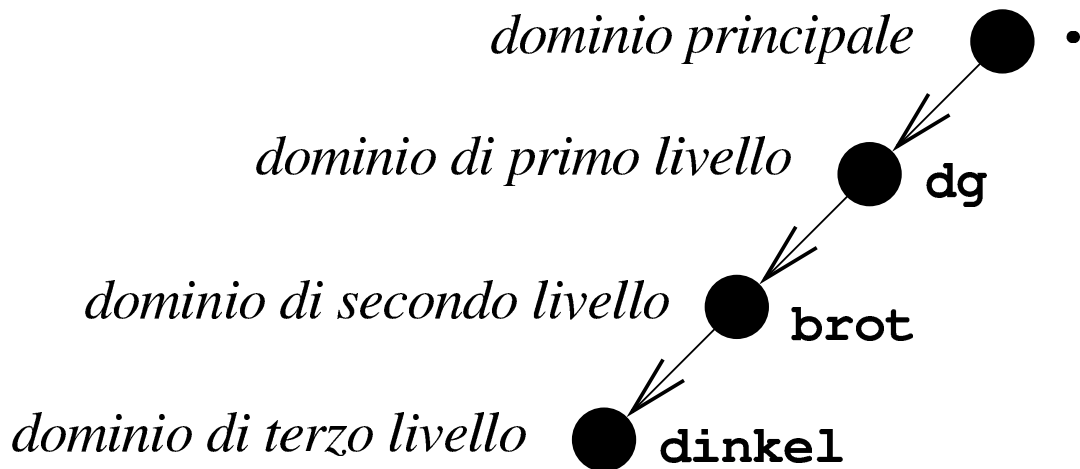 dominio principale .
dominio di primo livello dg
dominio di secondo livello brot
dominio di terzo livello dinkel